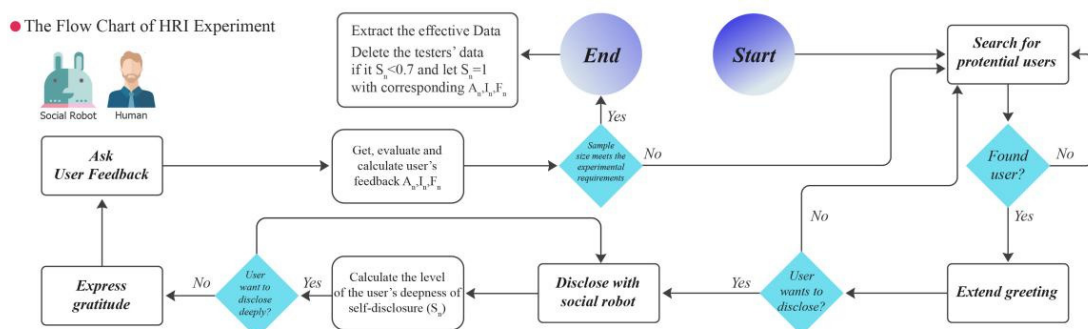 The Flow Chart of HRI Experiment
Social Robot
Human
Extract the effective Data
Delete the testers' data
if it Sₙ<0.7 and let Sₙ=1
with corresponding Aₙ,Iₙ,Fₙ
End
Start
Search for
protential users
Yes
Ask
User Feedback
Get, evaluate and
calculate user's
feedback Aₙ,Iₙ,Fₙ
Sample
size meets the
experimental
requirements
No
Found
user?
No
Yes
No
Express
gratitude
No
User
want to
disclose
deeply?
Yes
Calculate the level
of the user's deepness of
self-disclosure (Sₙ)
Disclose with
social robot
Yes
User
wants to
disclose?
Extend greeting